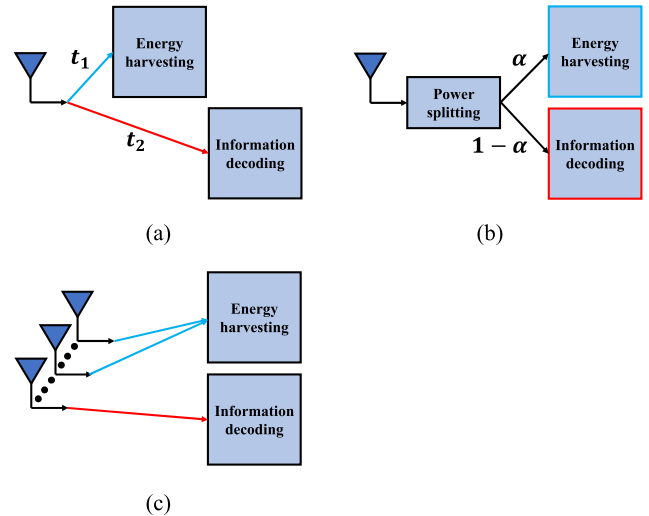 t₁
Energy
harvesting
t₂
Information
decoding
(a)
Power
splitting
α
1 − α
Energy
harvesting
Information
decoding
(b)
Energy
harvesting
Information
decoding
(c)